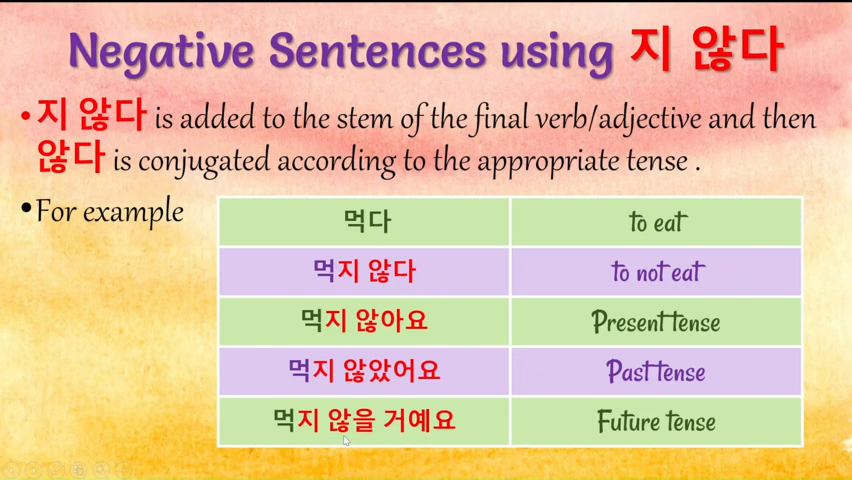 Negative Sentences using 지 않다
• 지 않다 is added to the stem of the final verb/adjective and then
않다 is conjugated according to the appropriate tense .
• For example
먹다 to eat
먹지 않다 to not eat
먹지 않아요 Present tense
먹지 않았어요 Past tense
먹지 않을 거예요 Future tense